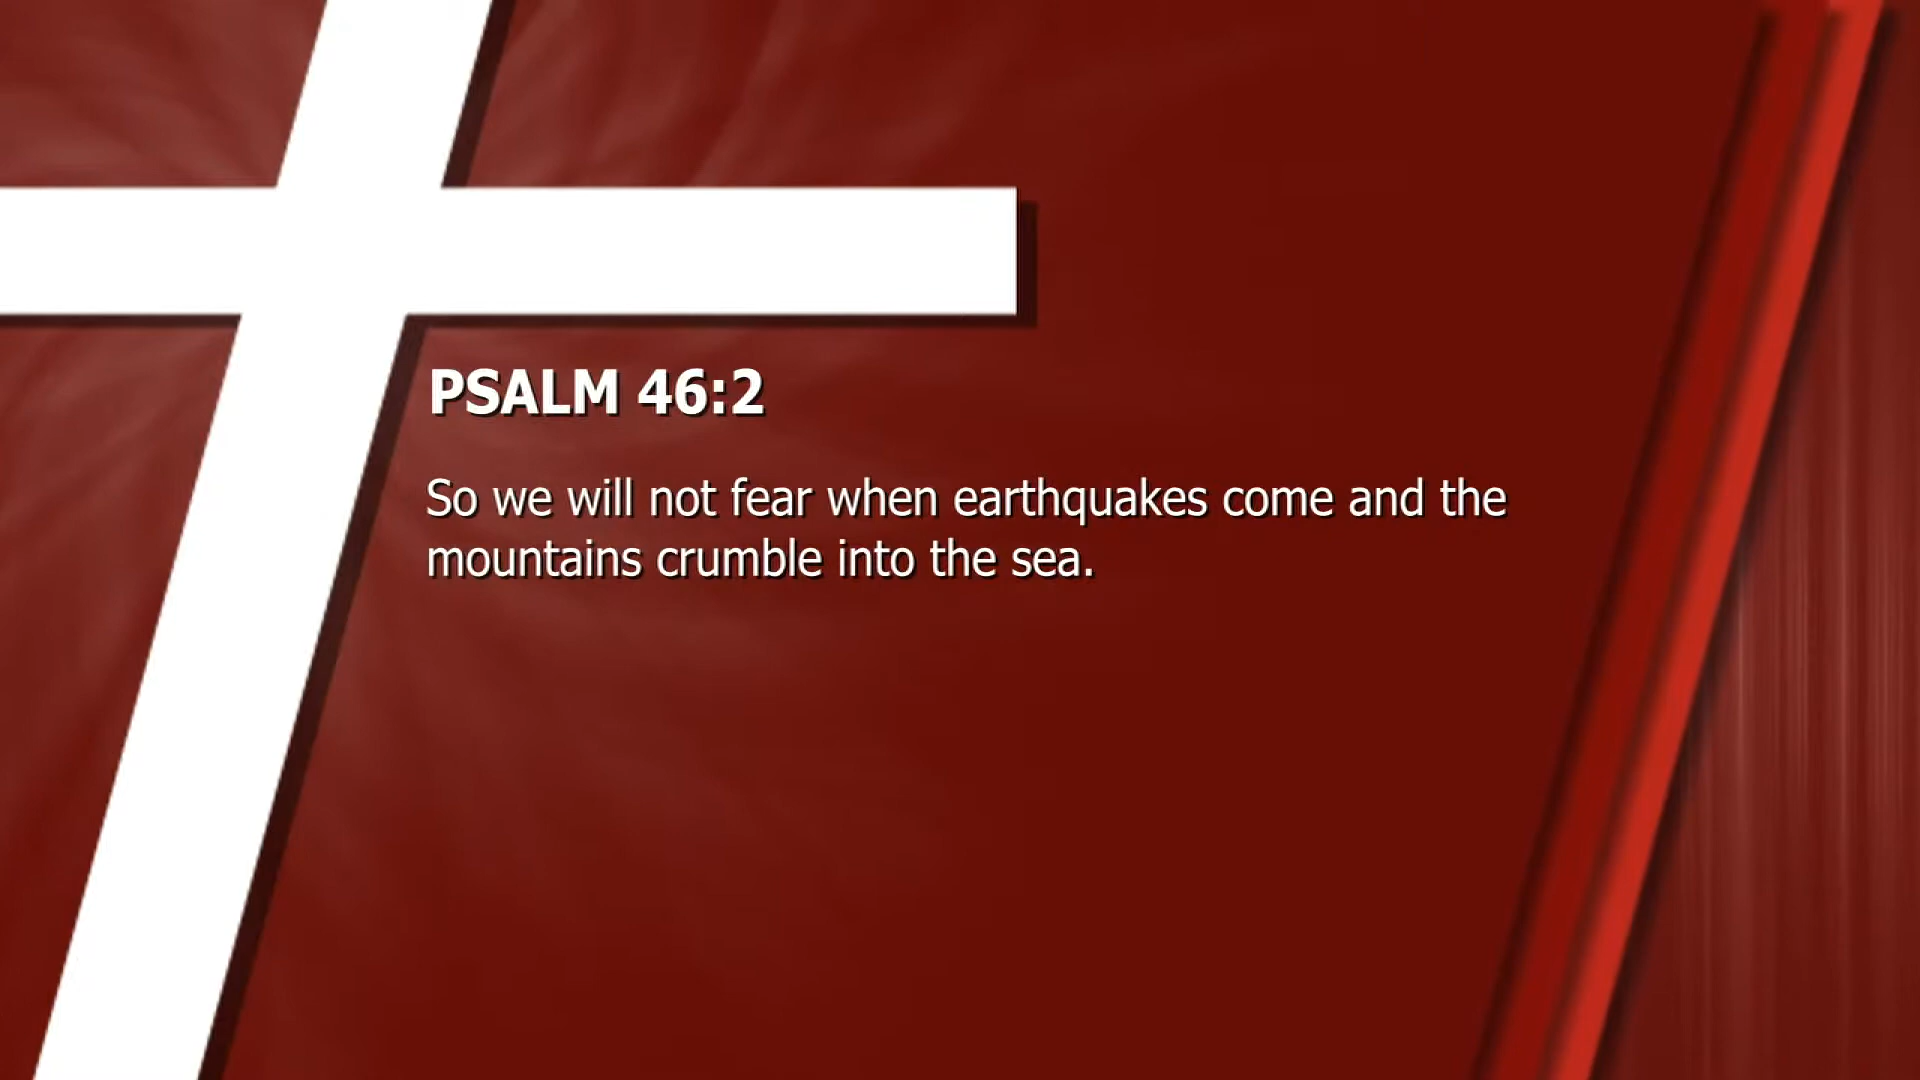 PSALM 46:2
So we will not fear when earthquakes come and the
mountains crumble into the sea.